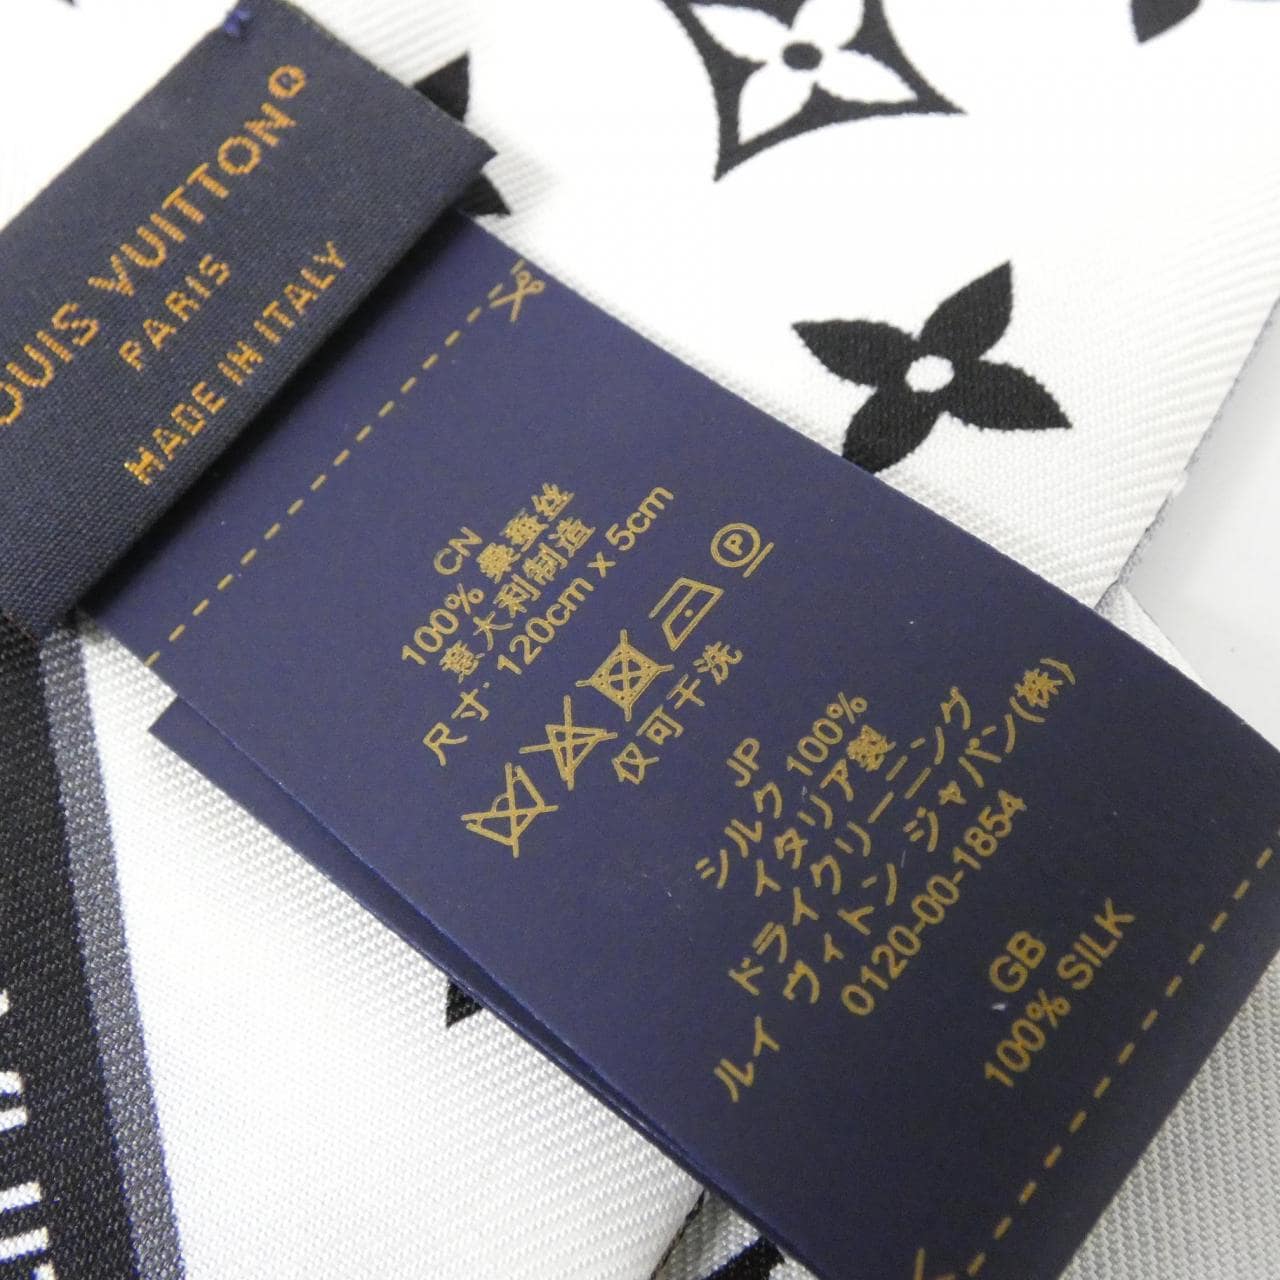 LOUIS VUITTON®
PARIS
MADE IN ITALY
CN
100% 桑蚕丝
意大利制造
尺寸: 120cm x 5cm
P
仅可干洗
JP
シルク 100%
イタリア製
ドライクリーニング
ルイ ヴィトン ジャパン(株)
0120-00-1854
GB
100% SILK